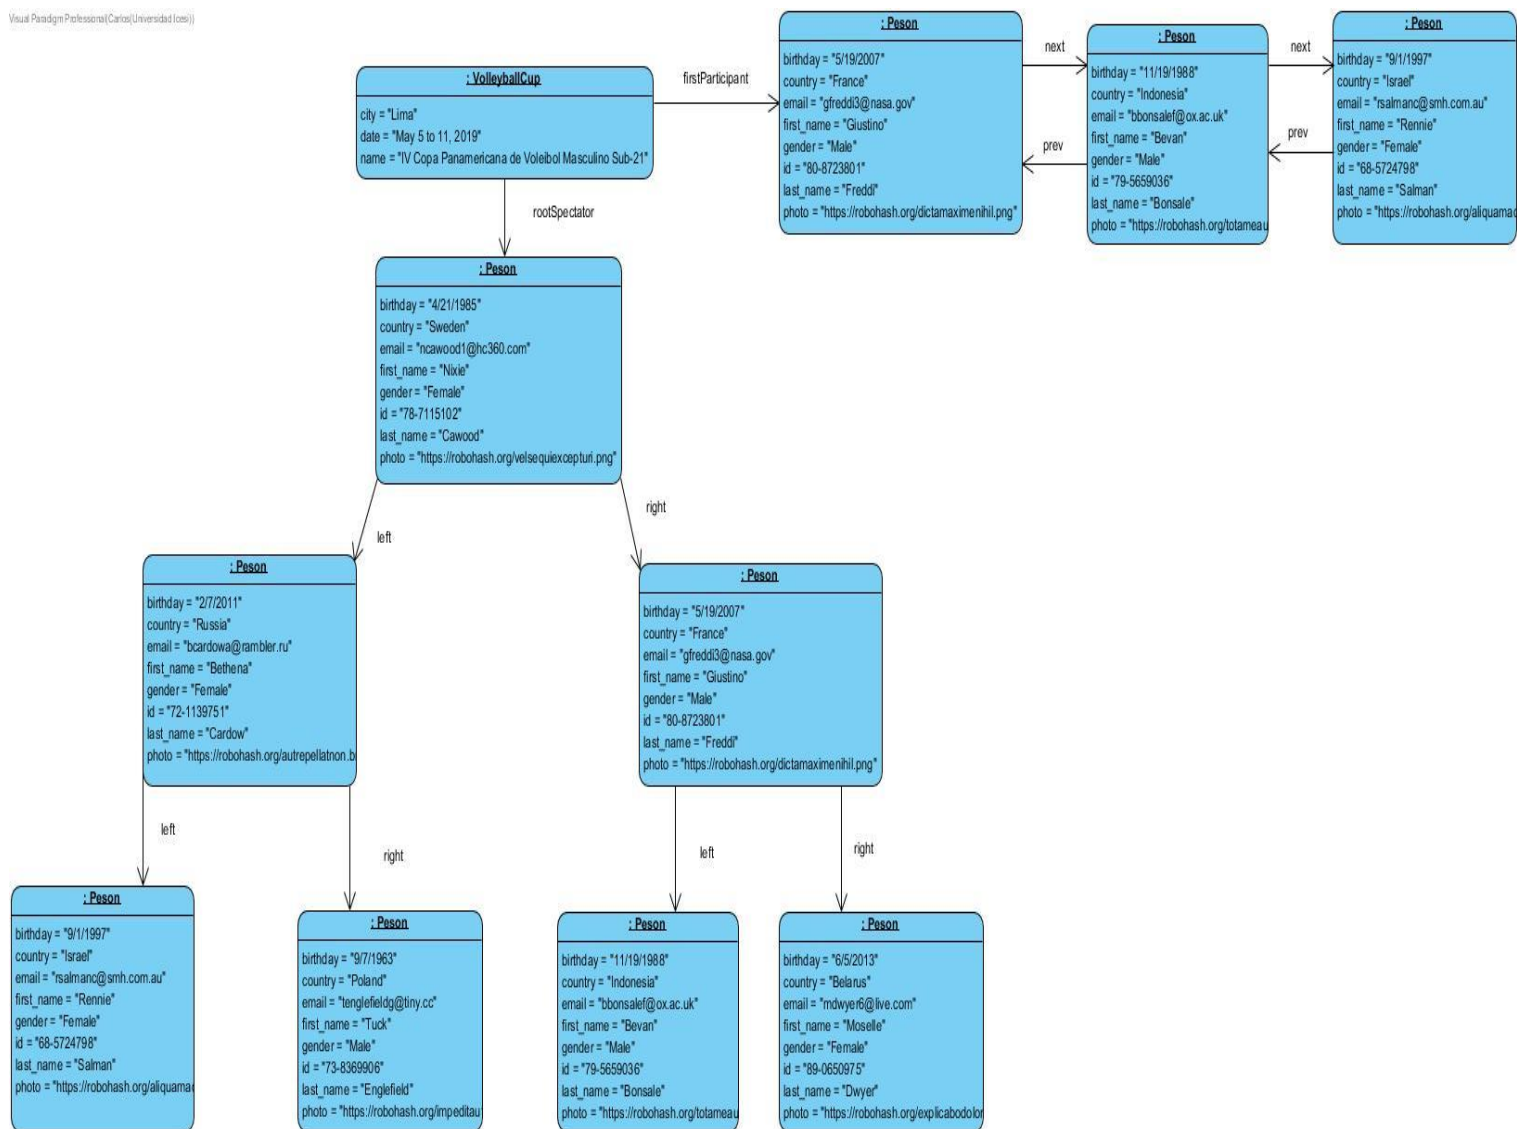 Visual Paradigm Professional(Carlos(Universidad Icesi))
: VolleyballCup
city = "Lima"
date = "May 5 to 11, 2019"
name = "IV Copa Panamericana de Voleibol Masculino Sub-21"
firstParticipant
: Peson
birthday = "5/19/2007"
country = "France"
email = "gfreddi3@nasa.gov"
first_name = "Giustino"
gender = "Male"
id = "80-8723801"
last_name = "Freddi"
photo = "https://robohash.org/dictamaximenihil.png"
next
prev
: Peson
birthday = "11/19/1988"
country = "Indonesia"
email = "bbonsalef@ox.ac.uk"
first_name = "Bevan"
gender = "Male"
id = "79-5659036"
last_name = "Bonsale"
photo = "https://robohash.org/totameau
next
prev
: Peson
birthday = "9/1/1997"
country = "Israel"
email = "rsalmanc@smh.com.au"
first_name = "Rennie"
gender = "Female"
id = "68-5724798"
last_name = "Salman"
photo = "https://robohash.org/aliquamac
rootSpectator
: Peson
birthday = "4/21/1985"
country = "Sweden"
email = "ncawood1@hc360.com"
first_name = "Nixie"
gender = "Female"
id = "78-7115102"
last_name = "Cawood"
photo = "https://robohash.org/velsequiexcepturi.png"
left
right
: Peson
birthday = "2/7/2011"
country = "Russia"
email = "bcardowa@rambler.ru"
first_name = "Bethena"
gender = "Female"
id = "72-1139751"
last_name = "Cardow"
photo = "https://robohash.org/autrepellatnon.b
: Peson
birthday = "5/19/2007"
country = "France"
email = "gfreddi3@nasa.gov"
first_name = "Giustino"
gender = "Male"
id = "80-8723801"
last_name = "Freddi"
photo = "https://robohash.org/dictamaximenihil.png"
left
right
left
right
: Peson
birthday = "9/1/1997"
country = "Israel"
email = "rsalmanc@smh.com.au"
first_name = "Rennie"
gender = "Female"
id = "68-5724798"
last_name = "Salman"
photo = "https://robohash.org/aliquamac
: Peson
birthday = "9/7/1963"
country = "Poland"
email = "tenglefieldg@tiny.cc"
first_name = "Tuck"
gender = "Male"
id = "73-8369906"
last_name = "Englefield"
photo = "https://robohash.org/impeditau
: Peson
birthday = "11/19/1988"
country = "Indonesia"
email = "bbonsalef@ox.ac.uk"
first_name = "Bevan"
gender = "Male"
id = "79-5659036"
last_name = "Bonsale"
photo = "https://robohash.org/totameau
: Peson
birthday = "6/5/2013"
country = "Belarus"
email = "mdwyer6@live.com"
first_name = "Moselle"
gender = "Female"
id = "89-0650975"
last_name = "Dwyer"
photo = "https://robohash.org/explicabodolor